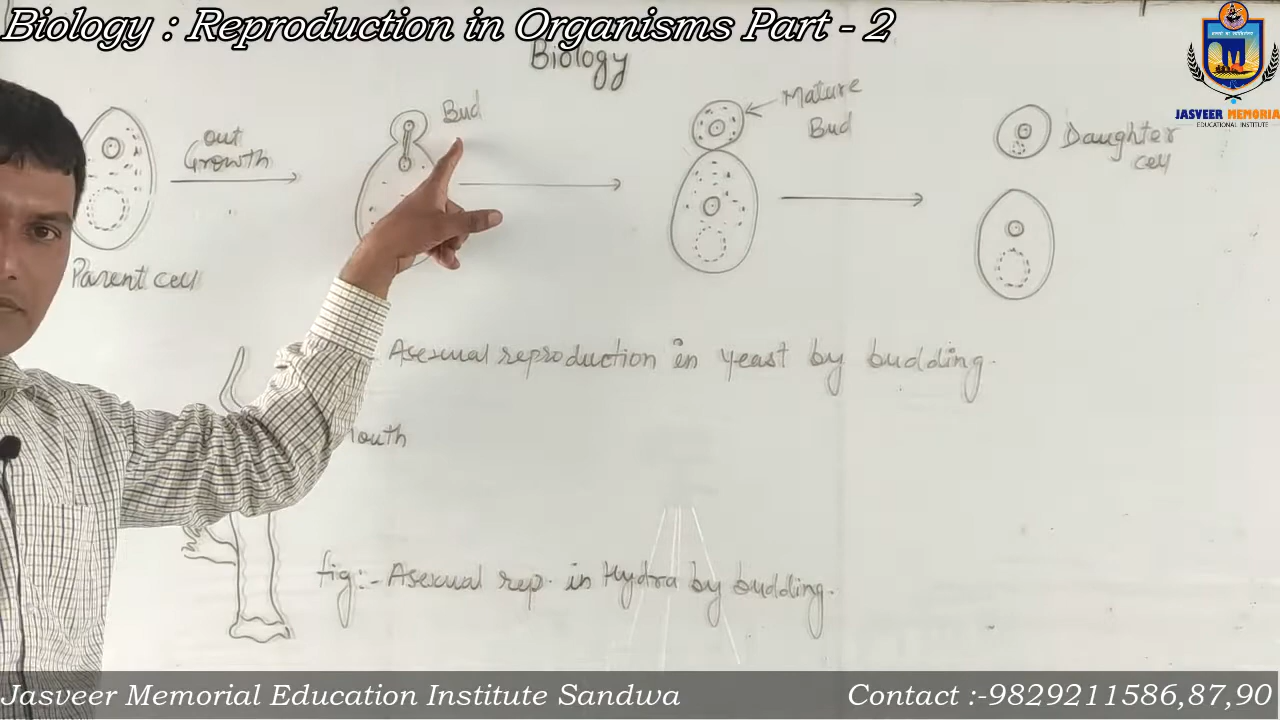 Biology : Reproduction in Organisms Part - 2
Biology
JASVEER MEMORIA
EDUCATIONAL INSTITUTE
out
Growth
Bud
Mature
Bud
Daughter
cell
Parent cell
Asexual reproduction in yeast by budding.
outh
fig:- Asexual rep. in Hydra by budding.
Jasveer Memorial Education Institute Sandwa
Contact :-9829211586,87,90